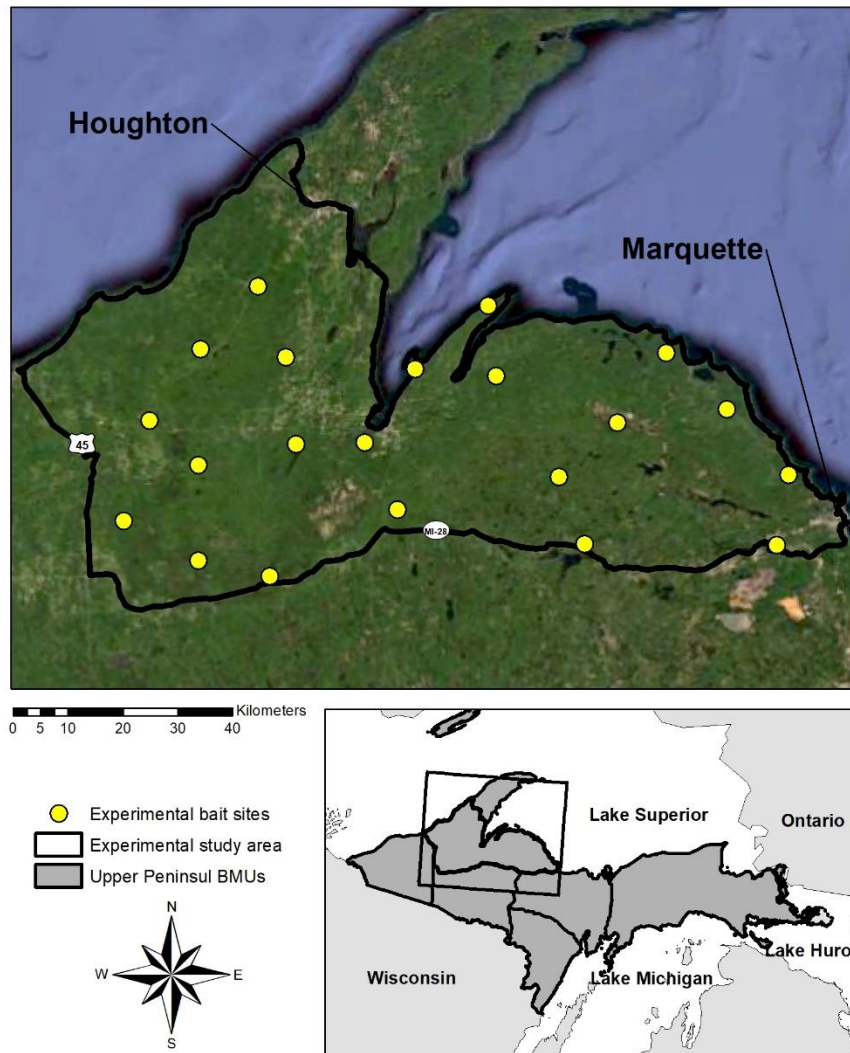 Houghton
Marquette
45
MI-28
Kilometers
0 5 10 20 30 40
Experimental bait sites
Experimental study area
Upper Peninsul BMUs
N
W E
S
Lake Superior
Ontario
Wisconsin
Lake Michigan
Lake Huro